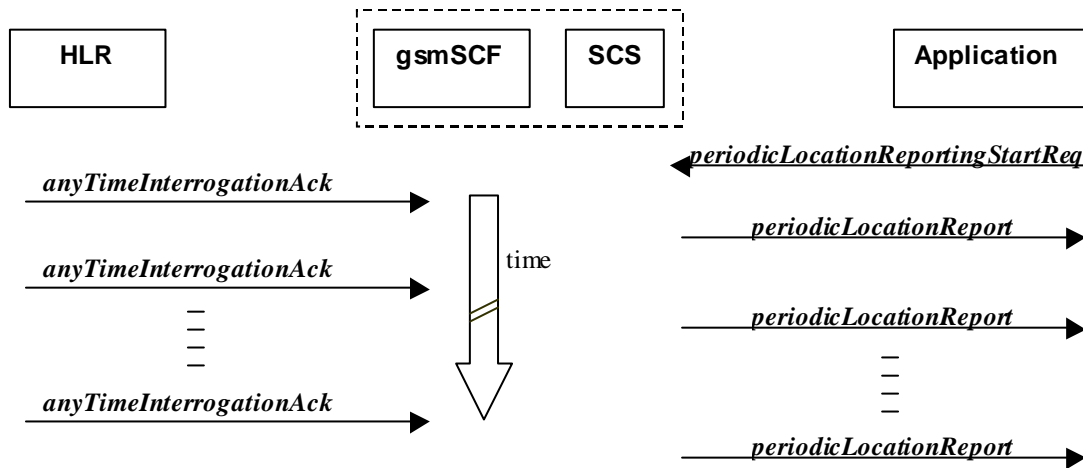 HLR
gsmSCF
SCS
Application
periodicLocationReportingStartReq
anyTimeInterrogationAck
periodicLocationReport
time
anyTimeInterrogationAck
periodicLocationReport
anyTimeInterrogationAck
periodicLocationReport